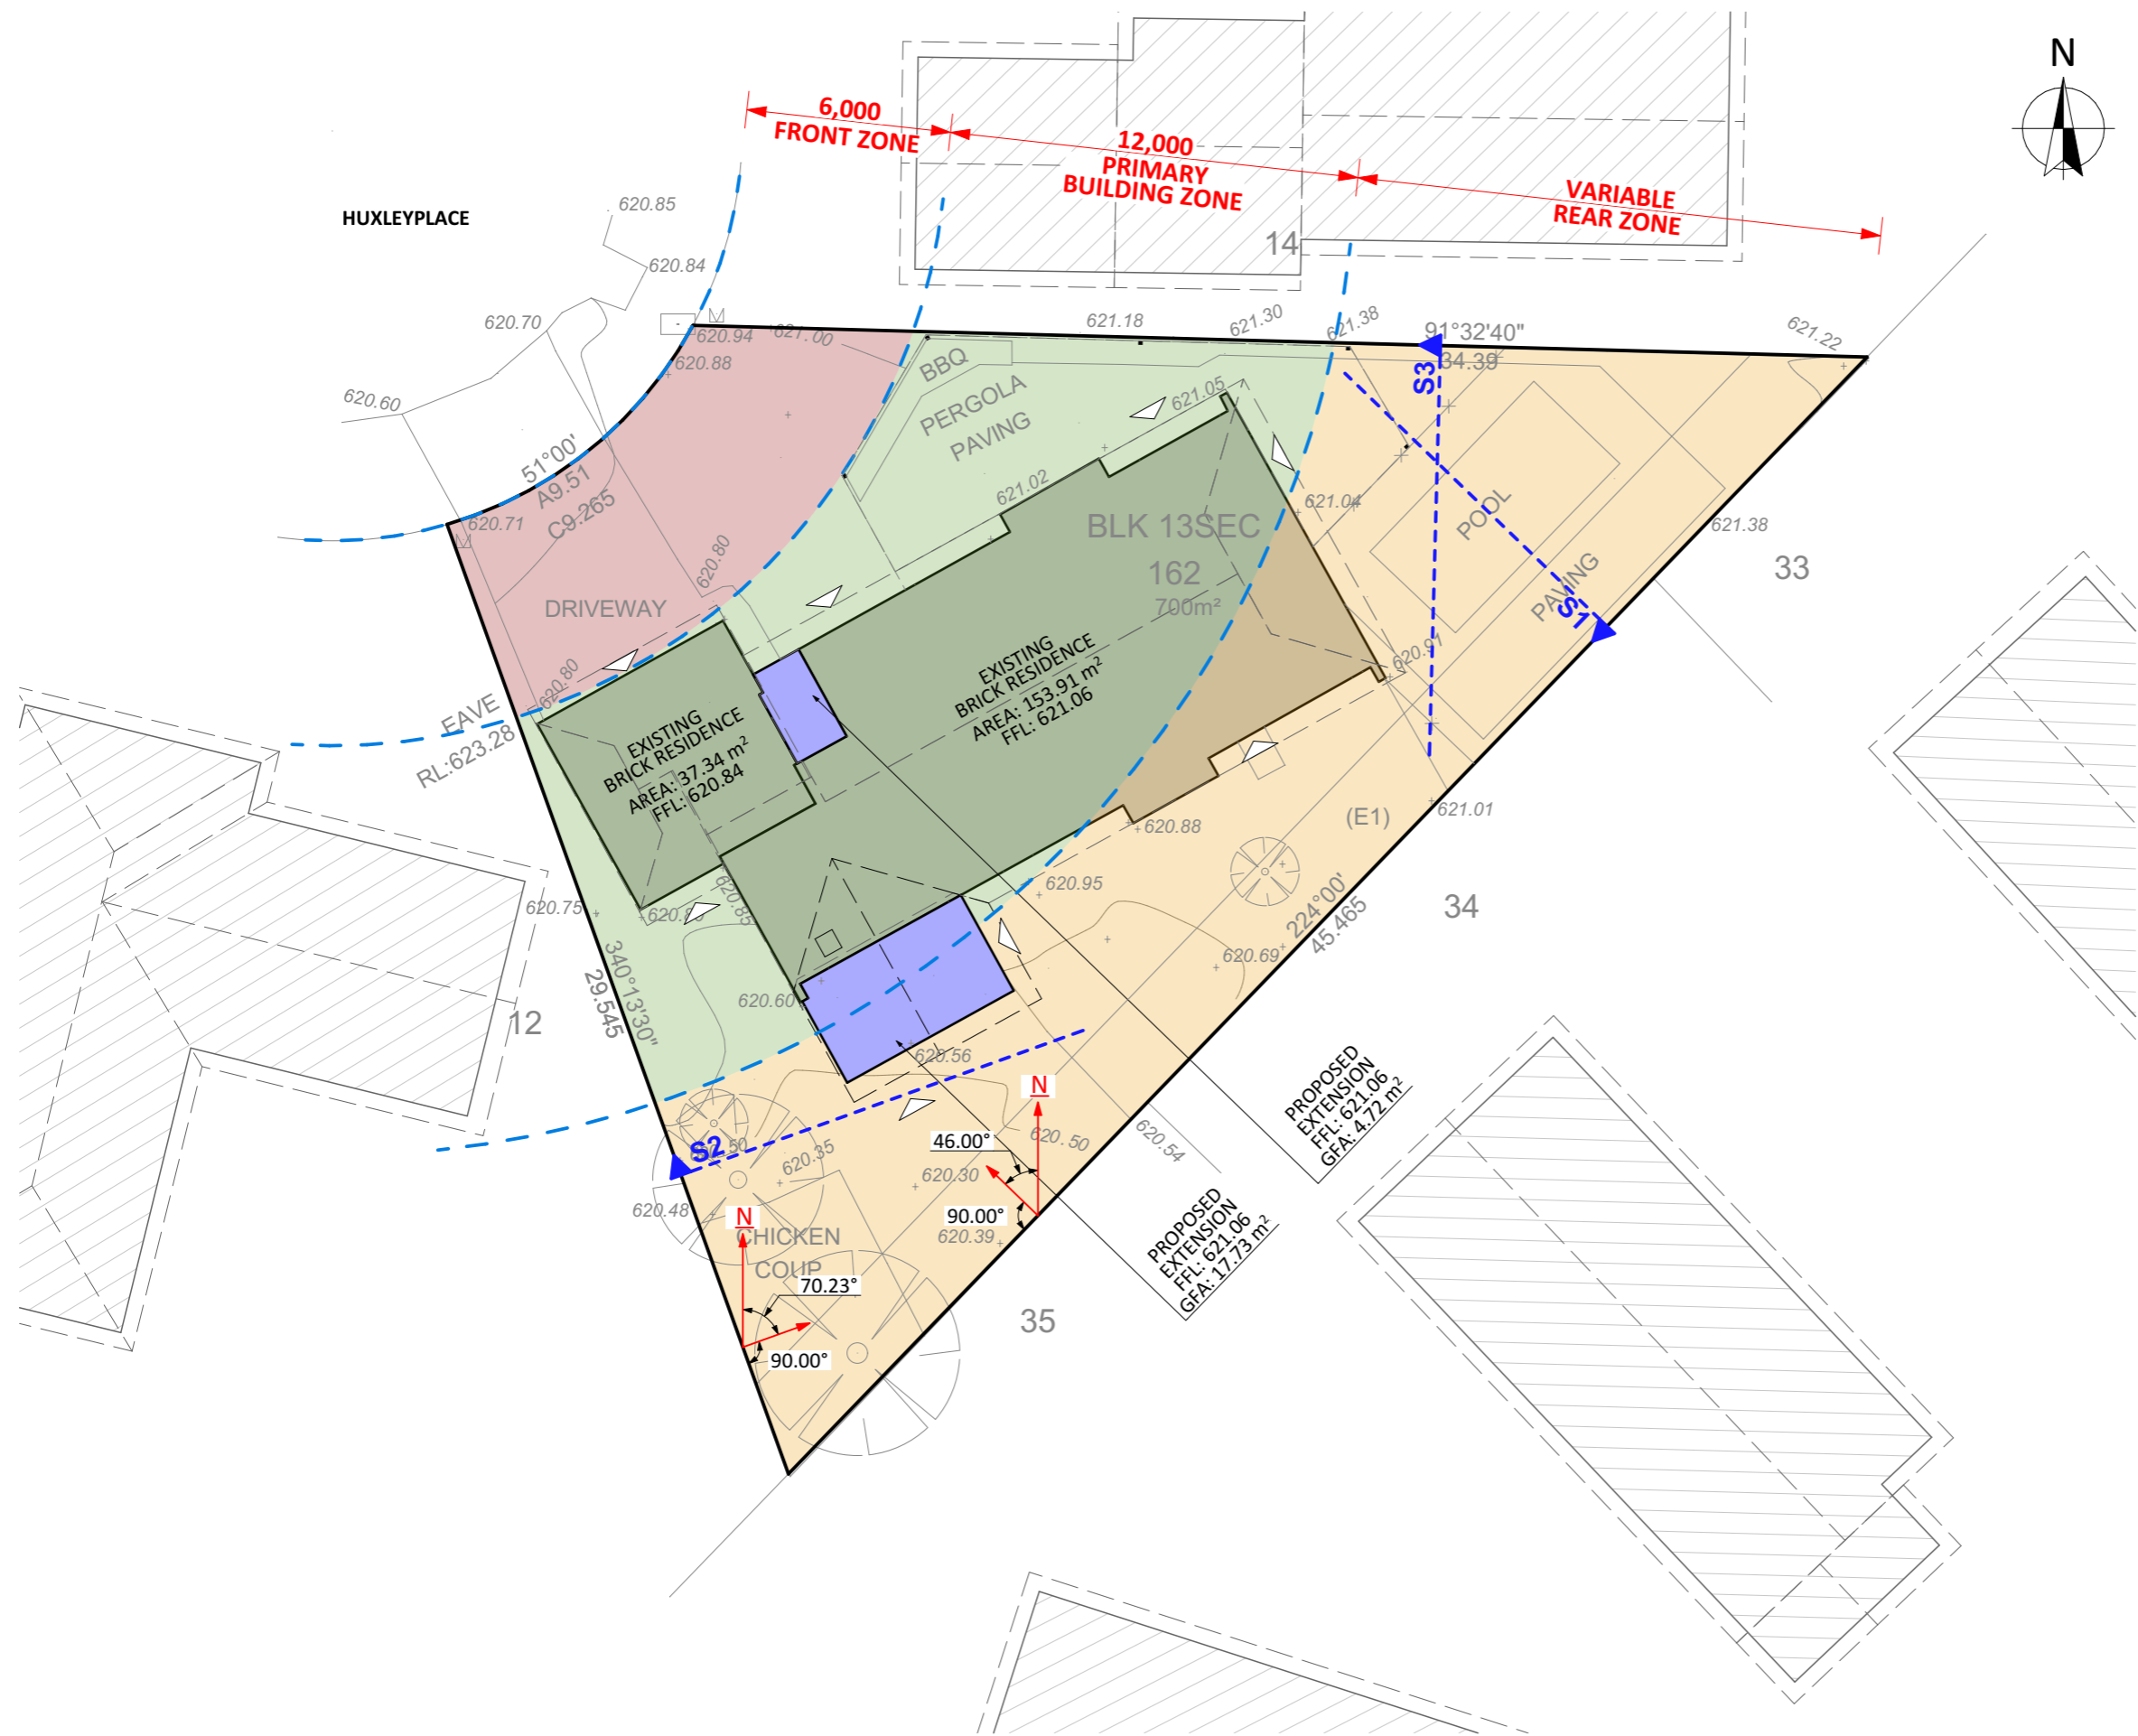 N
6,000
FRONT ZONE
12,000
PRIMARY
BUILDING ZONE
VARIABLE
REAR ZONE
HUXLEYPLACE
620.85
620.84
14
620.70
620.94
621.00
621.18
621.30
621.38
91°32'40"
34.39
621.22
620.88
620.60
BBQ
PERGOLA
PAVING
621.05
S3
51°00'
A9.51
C9.265
620.71
621.02
621.04
POOL
621.38
33
BLK 13SEC
162
700m²
620.80
DRIVEWAY
PAVING
S1
620.80
EAVE
RL:623.28
EXISTING
BRICK RESIDENCE
AREA: 37.34 m²
FFL: 620.84
EXISTING
BRICK RESIDENCE
AREA: 153.91 m²
FFL: 621.06
620.91
(E1)
621.01
620.88
620.95
620.75
620.85
34
224°00'
45.465
620.69
340°13'30"
29.545
12
620.60
620.56
N
46.00°
620.50
620.54
S2
620.35
620.30
620.48
N
90.00°
620.39
CHICKEN
COUP
70.23°
90.00°
35
PROPOSED
EXTENSION
FFL: 621.06
GFA: 4.72 m²
PROPOSED
EXTENSION
FFL: 621.06
GFA: 17.73 m²